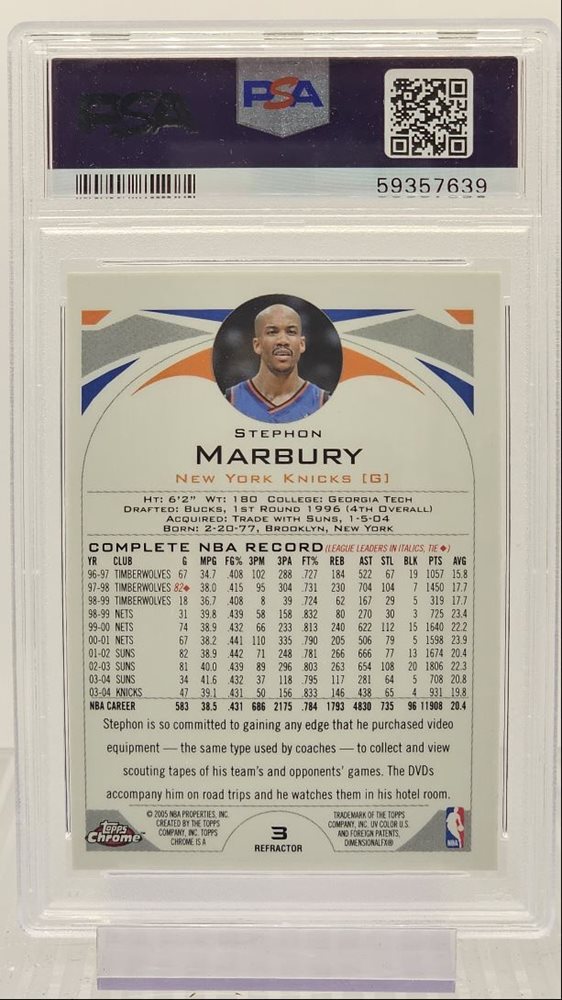 PSA
PSA
59357639
STEPHON
MARBURY
NEW YORK KNICKS [G]
HT: 6'2" WT: 180 COLLEGE: GEORGIA TECH
DRAFTED: BUCKS, 1ST ROUND 1996 (4TH OVERALL)
ACQUIRED: TRADE WITH SUNS, 1-5-04
BORN: 2-20-77, BROOKLYN, NEW YORK
COMPLETE NBA RECORD (LEAGUE LEADERS IN ITALICS, TIE ◆)
YR CLUB G MPG FG% 3PM 3PA FT% REB AST STL BLK PTS AVG
96-97 TIMBERWOLVES 67 34.7 .408 102 288 .727 184 522 67 19 1057 15.8
97-98 TIMBERWOLVES 82◆ 38.0 .415 95 304 .731 230 704 104 7 1450 17.7
98-99 TIMBERWOLVES 18 36.7 .408 8 39 .724 62 167 29 5 319 17.7
98-99 NETS 31 39.8 .439 58 158 .832 80 270 30 3 725 23.4
99-00 NETS 74 38.9 .432 66 233 .813 240 622 112 15 1640 22.2
00-01 NETS 67 38.2 .441 110 335 .790 205 506 79 5 1598 23.9
01-02 SUNS 82 38.9 .442 71 248 .781 266 666 77 13 1674 20.4
02-03 SUNS 81 40.0 .439 89 296 .803 263 654 108 20 1806 22.3
03-04 SUNS 34 41.6 .432 37 118 .795 117 281 64 5 708 20.8
03-04 KNICKS 47 39.1 .431 50 156 .833 146 438 65 4 931 19.8
NBA CAREER 583 38.5 .431 686 2175 .784 1793 4830 735 96 11908 20.4
Stephon is so committed to gaining any edge that he purchased video
equipment — the same type used by coaches — to collect and view
scouting tapes of his team's and opponents' games. The DVDs
accompany him on road trips and he watches them in his hotel room.
topps
Chrome
© 2005 NBA PROPERTIES, INC.
CREATED BY THE TOPPS
COMPANY, INC. TOPPS
CHROME IS A
3
REFRACTOR
TRADEMARK OF THE TOPPS
COMPANY, INC. UV COLOR U.S.
AND FOREIGN PATENTS,
DIMENSIONALFX®
NBA